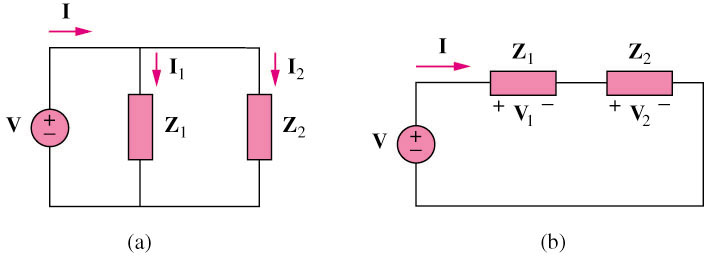 I
I₁
I₂
V
+
−
Z₁
Z₂
(a)
I
Z₁
Z₂
+ V₁ −
+ V₂ −
V
+
−
(b)